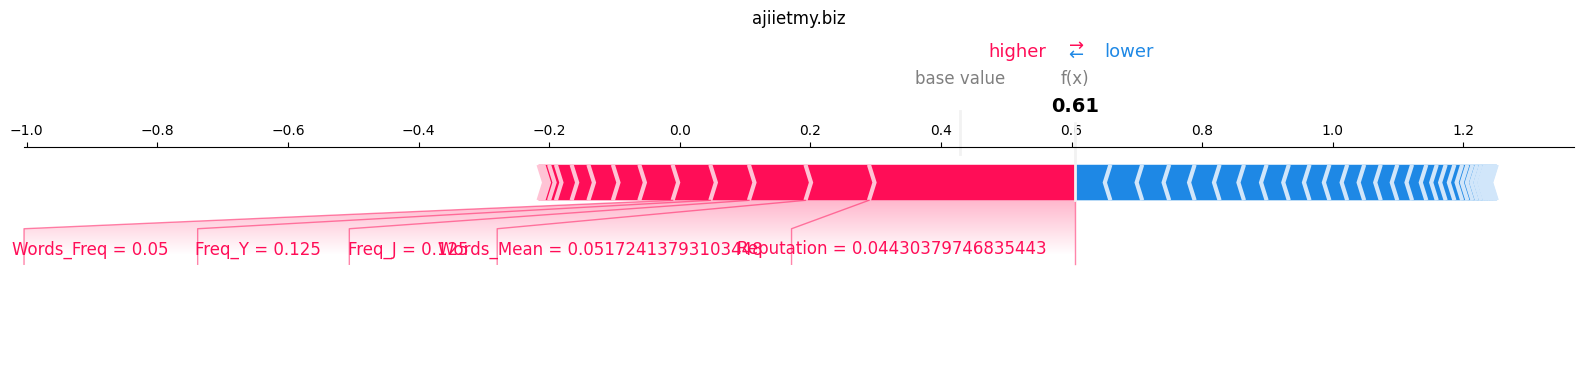 ajiietmy.biz
higher → ← lower
base value f(x)
0.61
−1.0 −0.8 −0.6 −0.4 −0.2 0.0 0.2 0.4 0.6 0.8 1.0 1.2
Words_Freq = 0.05 Freq_Y = 0.125 Freq_J = 0.125 Words_Mean = 0.05172413793103448 Reputation = 0.04430379746835443